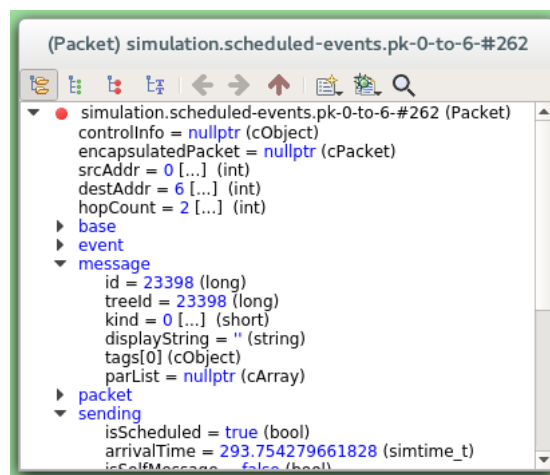 (Packet) simulation.scheduled-events.pk-0-to-6-#262
simulation.scheduled-events.pk-0-to-6-#262 (Packet)
controlInfo = nullptr (cObject)
encapsulatedPacket = nullptr (cPacket)
srcAddr = 0 [...] (int)
destAddr = 6 [...] (int)
hopCount = 2 [...] (int)
base
event
message
id = 23398 (long)
treeId = 23398 (long)
kind = 0 [...] (short)
displayString = '' (string)
tags[0] (cObject)
parList = nullptr (cArray)
packet
sending
isScheduled = true (bool)
arrivalTime = 293.754279661828 (simtime_t)
isSelfMessage = false (bool)